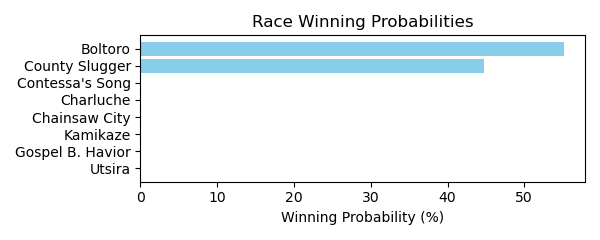 Race Winning Probabilities
Boltoro
County Slugger
Contessa's Song
Charluche
Chainsaw City
Kamikaze
Gospel B. Havior
Utsira
0 10 20 30 40 50
Winning Probability (%)